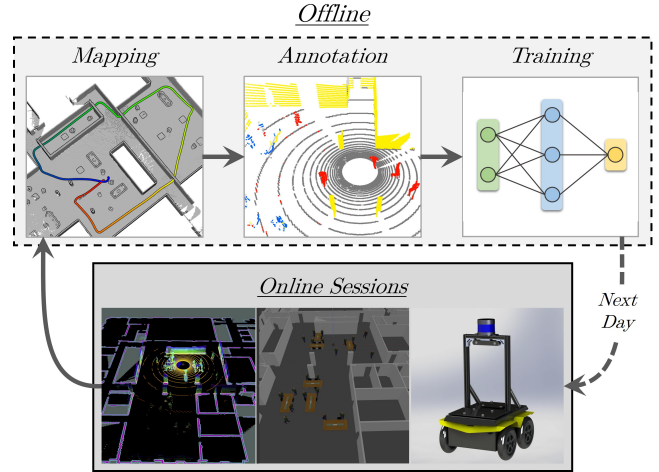 Offline
Mapping
Annotation
Training
Online Sessions
Next
Day